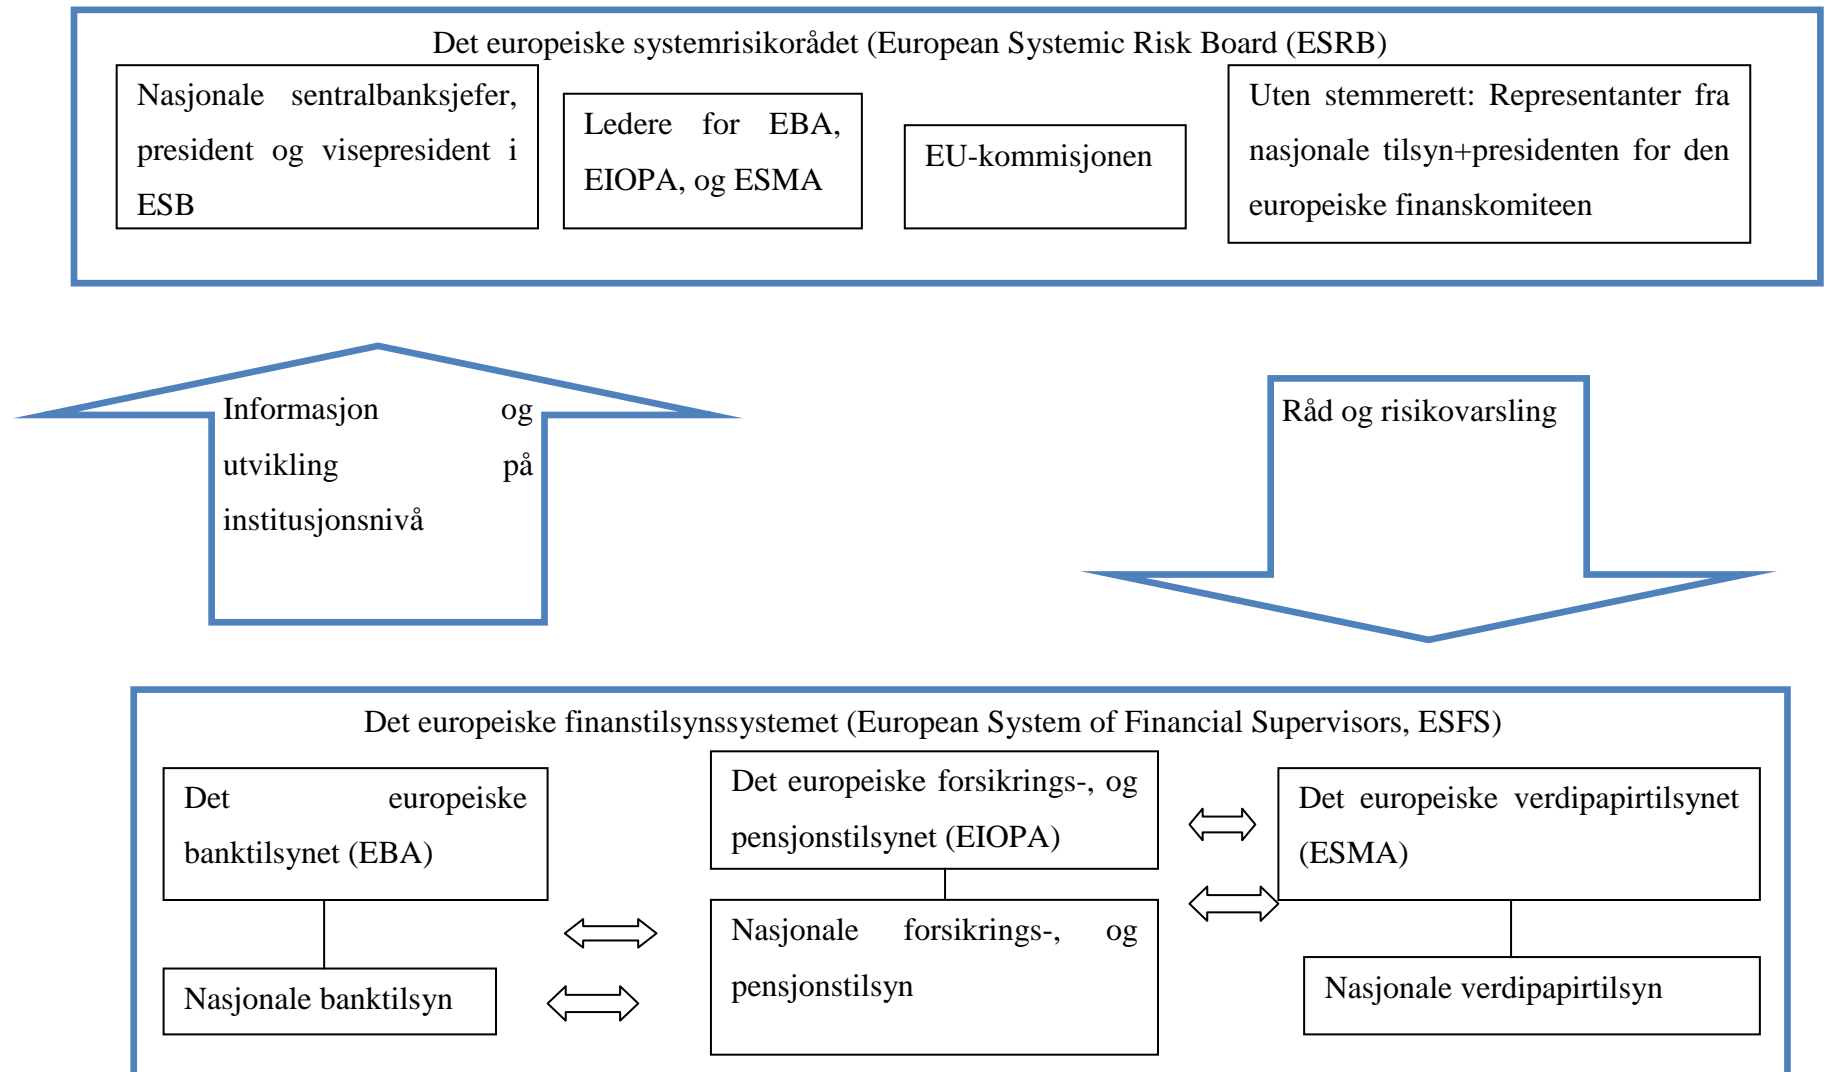 Det europeiske systemrisikorådet (European Systemic Risk Board (ESRB)
Nasjonale sentralbanksjefer,
president og visepresident i
ESB
Ledere for EBA,
EIOPA, og ESMA
EU-kommisjonen
Uten stemmerett: Representanter fra
nasjonale tilsyn+presidenten for den
europeiske finanskomiteen
Informasjon og
utvikling på
institusjonsnivå
Råd og risikovarsling
Det europeiske finanstilsynssystemet (European System of Financial Supervisors, ESFS)
Det europeiske
banktilsynet (EBA)
Det europeiske forsikrings-, og
pensjonstilsynet (EIOPA)
Det europeiske verdipapirtilsynet
(ESMA)
Nasjonale banktilsyn
Nasjonale forsikrings-, og
pensjonstilsyn
Nasjonale verdipapirtilsyn